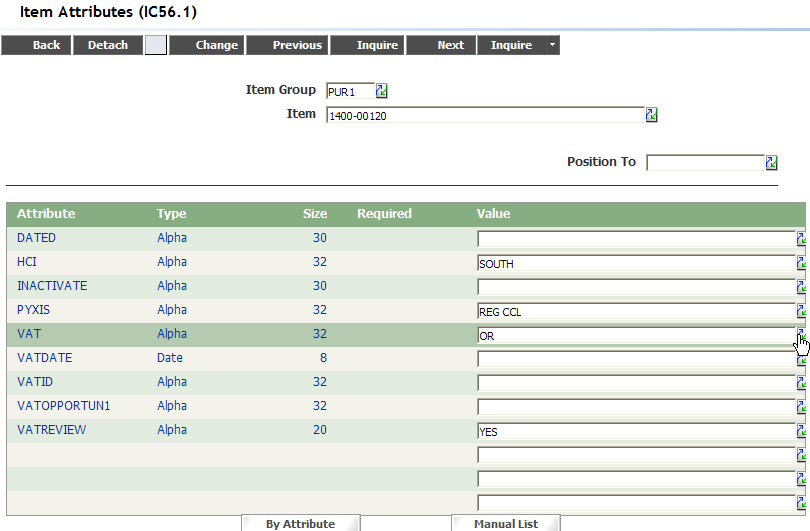 Item Attributes (IC56.1)
Back Detach Change Previous Inquire Next Inquire
Item Group PUR1
Item 1400-00120
Position To
Attribute Type Size Required Value
DATED Alpha 30
HCI Alpha 32 SOUTH
INACTIVATE Alpha 30
PYXIS Alpha 32 REG CCL
VAT Alpha 32 OR
VATDATE Date 8
VATID Alpha 32
VATOPPORTUN1 Alpha 32
VATREVIEW Alpha 20 YES
By Attribute Manual List